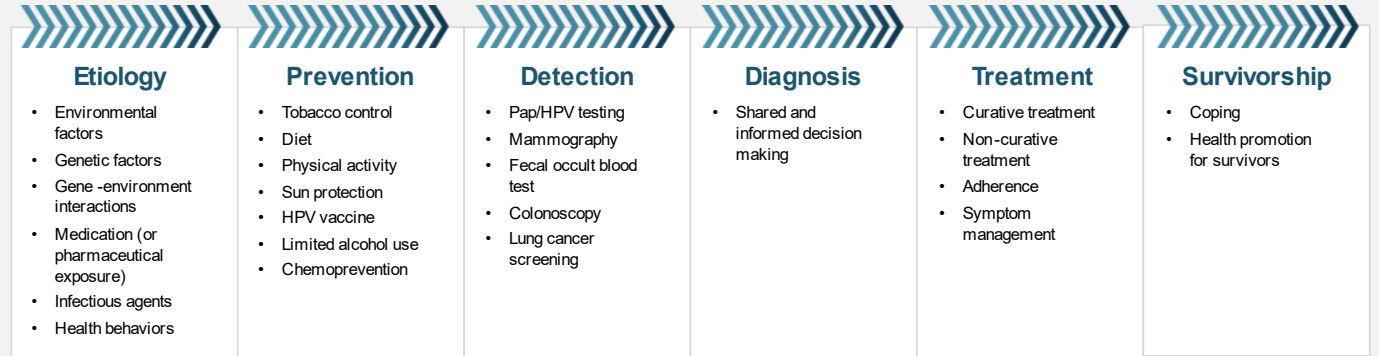 Etiology
• Environmental
factors
• Genetic factors
• Gene -environment
interactions
• Medication (or
pharmaceutical
exposure)
• Infectious agents
• Health behaviors
Prevention
• Tobacco control
• Diet
• Physical activity
• Sun protection
• HPV vaccine
• Limited alcohol use
• Chemoprevention
Detection
• Pap/HPV testing
• Mammography
• Fecal occult blood
test
• Colonoscopy
• Lung cancer
screening
Diagnosis
• Shared and
informed decision
making
Treatment
• Curative treatment
• Non-curative
treatment
• Adherence
• Symptom
management
Survivorship
• Coping
• Health promotion
for survivors